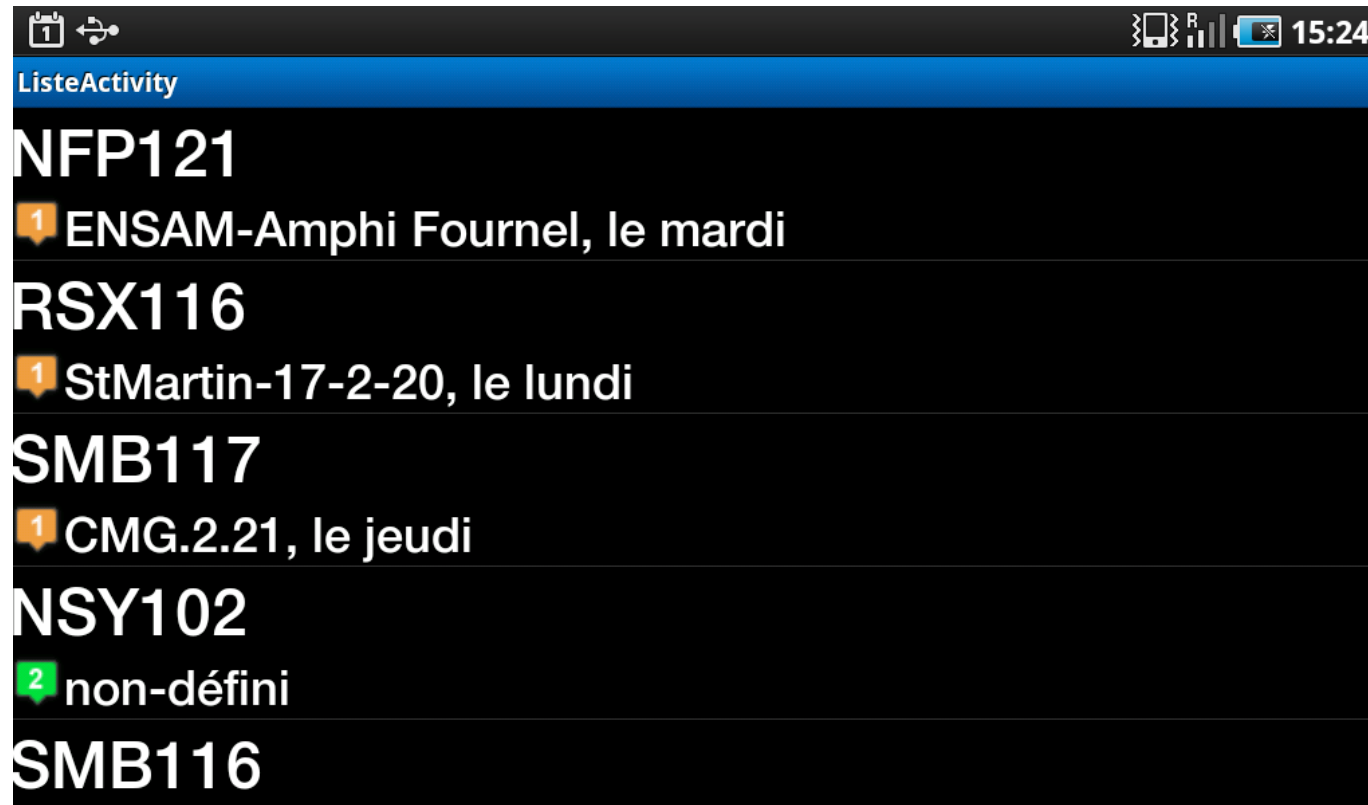 1 R 15:24
ListeActivity
NFP121
1 ENSAM-Amphi Fournel, le mardi
RSX116
1 StMartin-17-2-20, le lundi
SMB117
1 CMG.2.21, le jeudi
NSY102
2 non-défini
SMB116